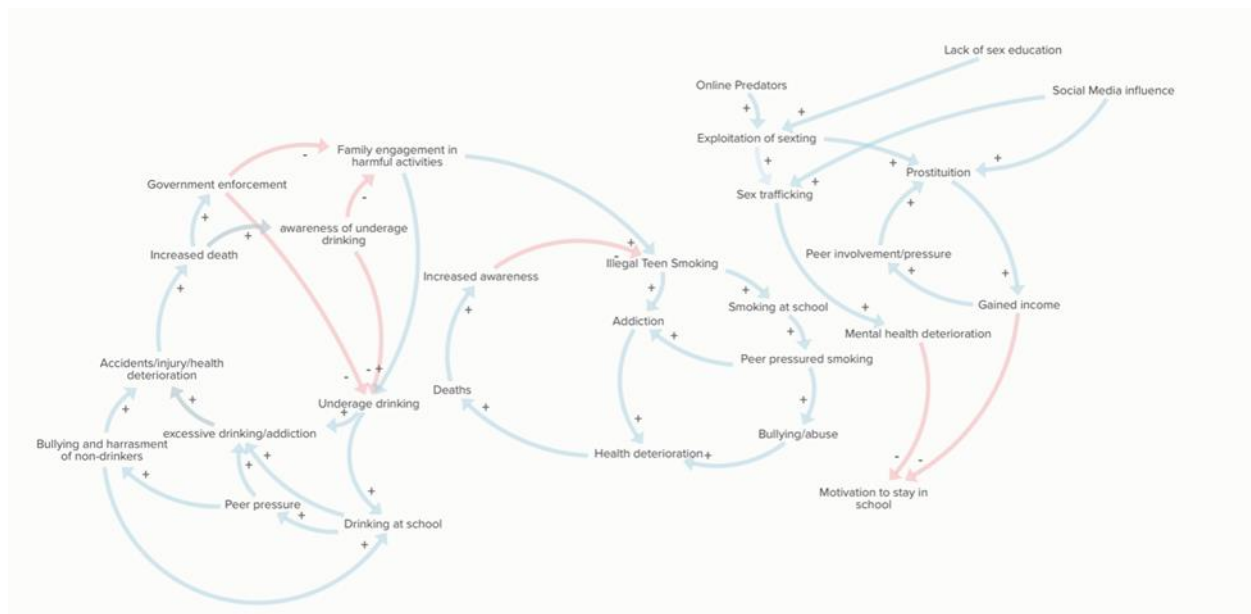 Lack of sex education
Online Predators
Social Media influence
+
+
Exploitation of sexting
Family engagement in
harmful activities
-
+
+
+
Prostituition
Government enforcement
+
Sex trafficking
-
+
+
awareness of underage
drinking
+
+
-
Increased death
Peer involvement/pressure
Illegal Teen Smoking
Increased awareness
+
+
+
+
+
Gained income
Smoking at school
+
+
Addiction
+
+
Mental health deterioration
Peer pressured smoking
Accidents/injury/health
deterioration
-
-
+
Deaths
+
+
+
Underage drinking
+
+
+
excessive drinking/addiction
Bullying/abuse
Bullying and harrasment
of non-drinkers
Health deterioration
+
-
-
+
+
+
+
Motivation to stay in
school
Peer pressure
+
Drinking at school
+